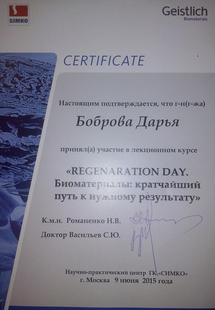 SIMKO
Geistlich
Biomaterials
CERTIFICATE
Настоящим подтверждается, что г-н(г-жа)
Боброва Дарья
принял(а) участие в лекционном курсе
«REGENARATION DAY.
Биоматериалы: кратчайший
путь к нужному результату»
К.м.н. Романенко Н.В.
Доктор Васильев С.Ю.
Научно-практический центр ГК «СИМКО»
г. Москва 9 июня 2015 года